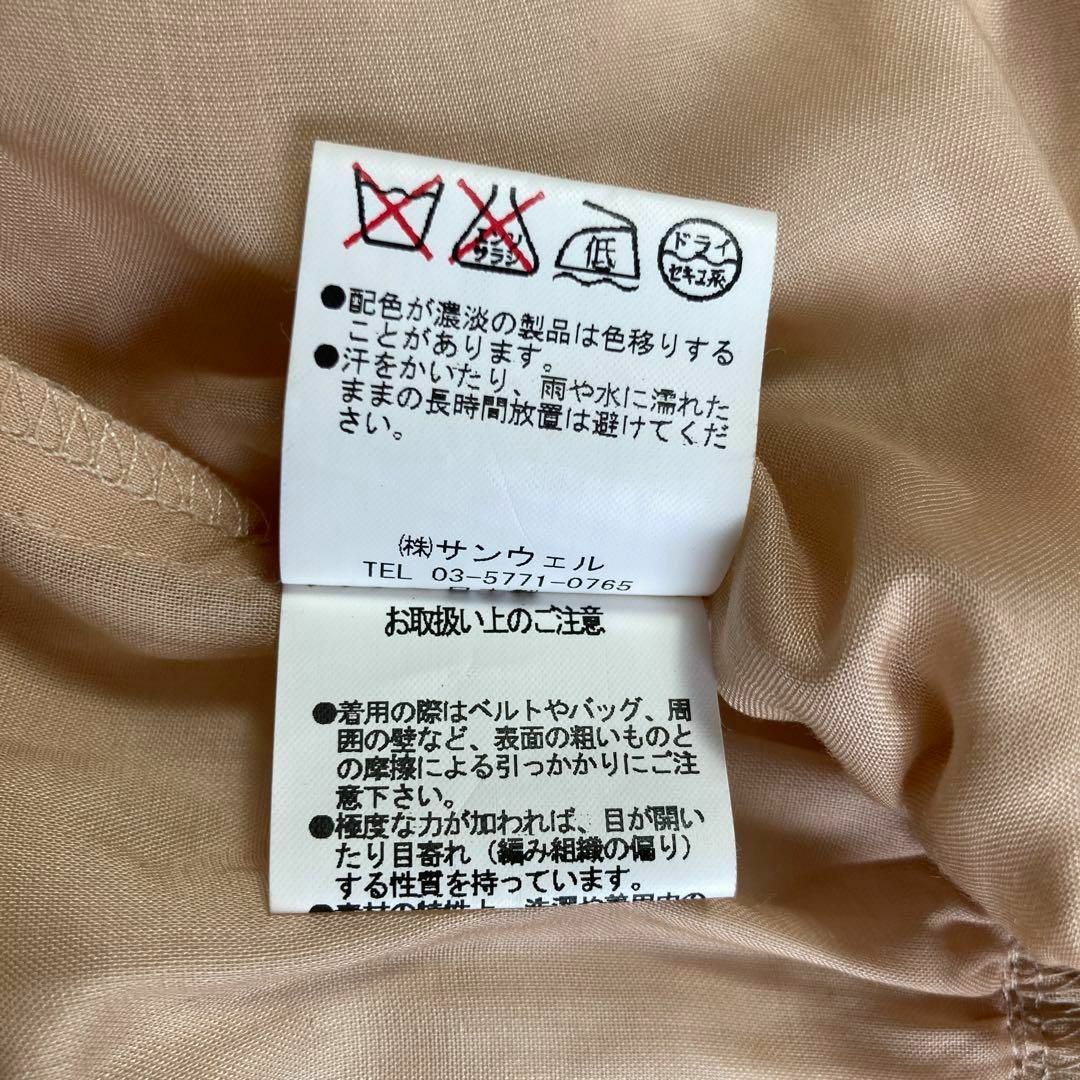 エンソ
サラシ
低
ドライ
セキユ系
●配色が濃淡の製品は色移りする
ことがあります。
●汗をかいたり、雨や水に濡れた
ままの長時間放置は避けてくだ
さい。
㈱サンウェル
TEL 03-5771-0765
お取扱い上のご注意
●着用の際はベルトやバッグ、周
囲の壁など、表面の粗いものと
の摩擦による引っかかりにご注
意下さい。
●極度な力が加われば、目が開い
たり目寄れ（編み組織の偏り）
する性質を持っています。